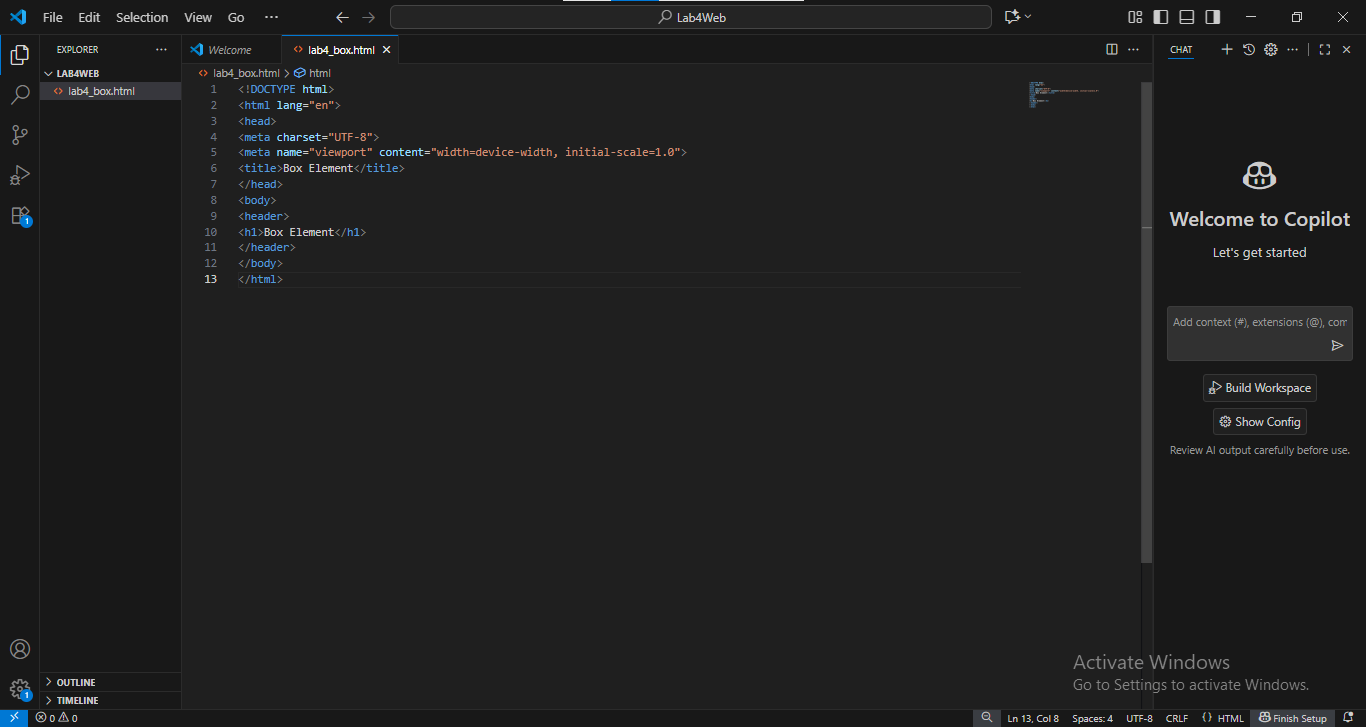 File Edit Selection View Go ··· Lab4Web
EXPLORER ···
LAB4WEB
lab4_box.html
Welcome lab4_box.html
lab4_box.html > html
1 <!DOCTYPE html>
2 <html lang="en">
3 <head>
4 <meta charset="UTF-8">
5 <meta name="viewport" content="width=device-width, initial-scale=1.0">
6 <title>Box Element</title>
7 </head>
8 <body>
9 <header>
10 <h1>Box Element</h1>
11 </header>
12 </body>
13 </html>
CHAT
Welcome to Copilot
Let's get started
Add context (#), extensions (@), com
Build Workspace
Show Config
Review AI output carefully before use.
Activate Windows
Go to Settings to activate Windows.
1
OUTLINE
1
TIMELINE
0 0 Ln 13, Col 8 Spaces: 4 UTF-8 CRLF {} HTML Finish Setup